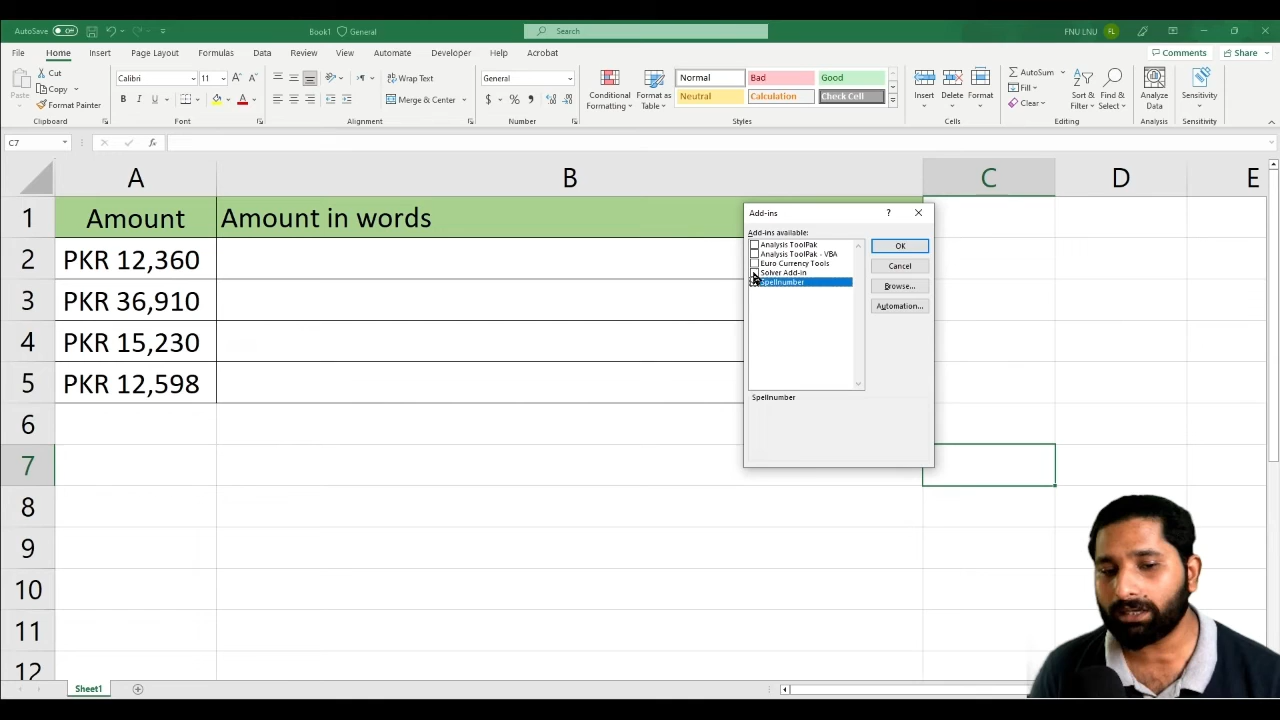 AutoSave Off Book1 General Search FNU LNU FL
File Home Insert Page Layout Formulas Data Review View Automate Developer Help Acrobat Comments Share
Paste Cut Copy Format Painter Clipboard
Calibri 11 B I U A Font
Wrap Text Merge & Center Alignment
General $ % Number
Conditional Formatting Format as Table
Normal Bad Good
Neutral Calculation Check Cell
Styles
Insert Delete Format Cells
AutoSum Fill Clear Sort & Filter Find & Select Editing
Analyze Data Analysis
Sensitivity Sensitivity
C7 fx
A B C D E
1 Amount Amount in words
2 PKR 12,360
3 PKR 36,910
4 PKR 15,230
5 PKR 12,598
6
7
8
9
10
11
12
Add-ins ?
Add-ins available:
Analysis ToolPak
Analysis ToolPak - VBA
Euro Currency Tools
Solver Add-in
Spellnumber
OK
Cancel
Browse...
Automation...
Spellnumber
Sheet1